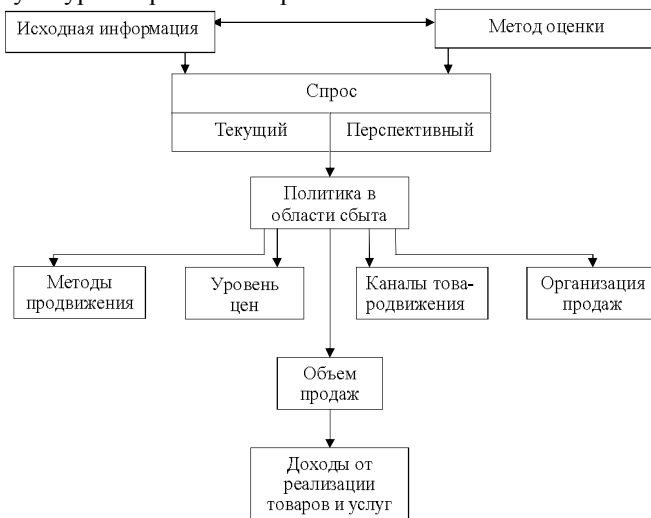 Исходная информация
Метод оценки
Спрос
Текущий
Перспективный
Политика в
области сбыта
Методы
продвижения
Уровень
цен
Каналы това-
родвижения
Организация
продаж
Объем
продаж
Доходы от
реализации
товаров и услуг